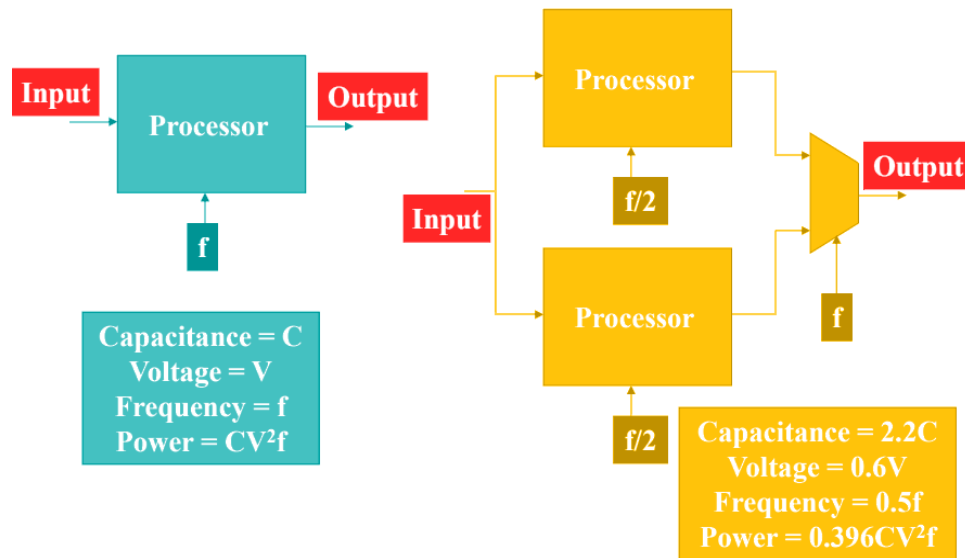 Input
Processor
Output
f
Capacitance = C
Voltage = V
Frequency = f
Power = CV²f
Input
Processor
f/2
Processor
f/2
Output
f
Capacitance = 2.2C
Voltage = 0.6V
Frequency = 0.5f
Power = 0.396CV²f